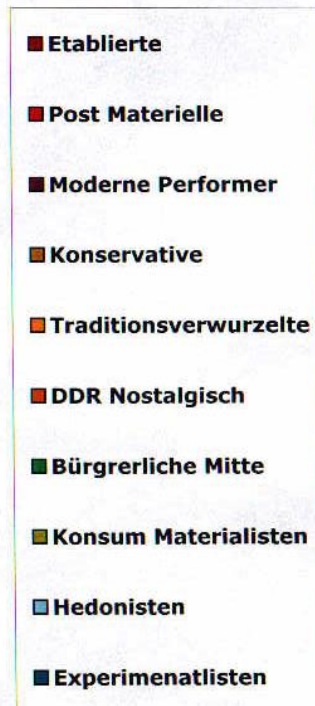 Etablierte
Post Materielle
Moderne Performer
Konservative
Traditionsverwurzelte
DDR Nostalgisch
Bürgrerliche Mitte
Konsum Materialisten
Hedonisten
Experimenatlisten